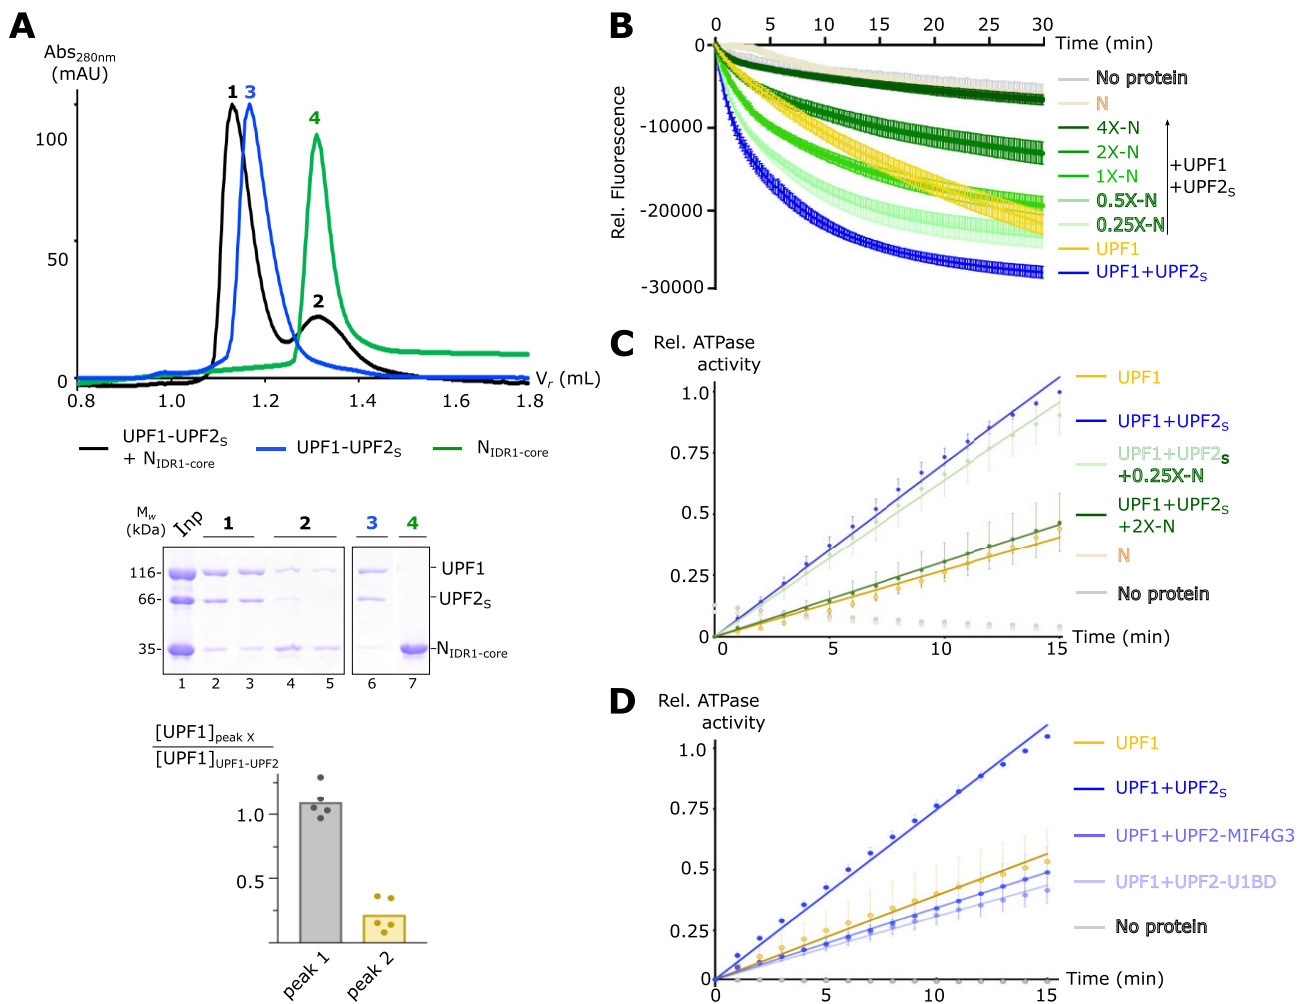 A
Abs280nm
(mAU)
1
3
4
2
100
50
0
0.8
1.0
1.2
1.4
1.6
1.8
Vr (mL)
UPF1-UPF2S
+ NIDR1-core
UPF1-UPF2S
NIDR1-core
Mw
(kDa)
Inp
1
2
3
4
116-
66-
35-
UPF1
UPF2S
NIDR1-core
1
2
3
4
5
6
7
[UPF1]peak X
[UPF1]UPF1-UPF2
1.0
0.5
peak 1
peak 2
B
0
5
10
15
20
25
30
Time (min)
0
-10000
-20000
-30000
Rel. Fluorescence
No protein
N
4X-N
2X-N
1X-N
0.5X-N
0.25X-N
+UPF1
+UPF2S
UPF1
UPF1+UPF2S
C
Rel. ATPase
activity
1.0
0.75
0.5
0.25
0
5
10
15
Time (min)
UPF1
UPF1+UPF2S
UPF1+UPF2S
+0.25X-N
UPF1+UPF2S
+2X-N
N
No protein
D
Rel. ATPase
activity
1.0
0.75
0.5
0.25
0
0
5
10
15
Time (min)
UPF1
UPF1+UPF2S
UPF1+UPF2-MIF4G3
UPF1+UPF2-U1BD
No protein